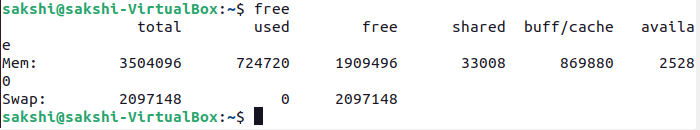 sakshi@sakshi-VirtualBox:~$ free
total used free shared buff/cache availa
e
Mem: 3504096 724720 1909496 33008 869880 2528
0
Swap: 2097148 0 2097148
sakshi@sakshi-VirtualBox:~$